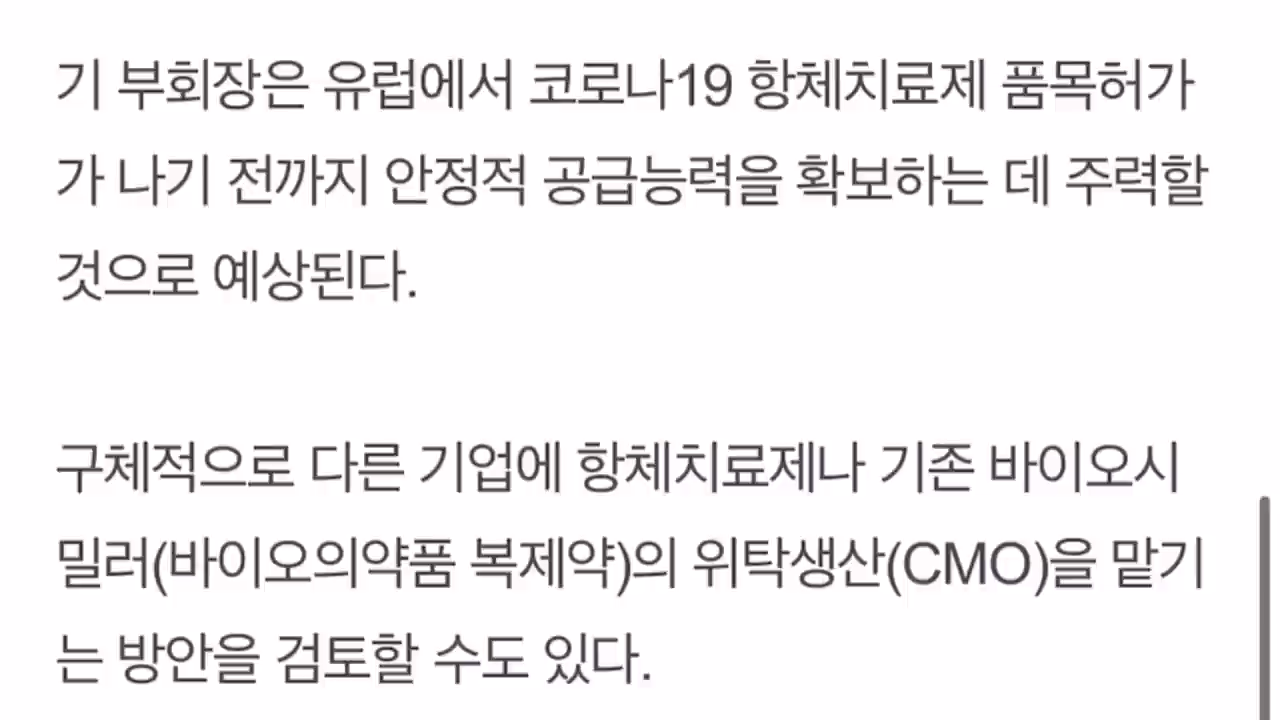 기 부회장은 유럽에서 코로나19 항체치료제 품목허가
가 나기 전까지 안정적 공급능력을 확보하는 데 주력할
것으로 예상된다.
구체적으로 다른 기업에 항체치료제나 기존 바이오시
밀러(바이오의약품 복제약)의 위탁생산(CMO)을 맡기
는 방안을 검토할 수도 있다.